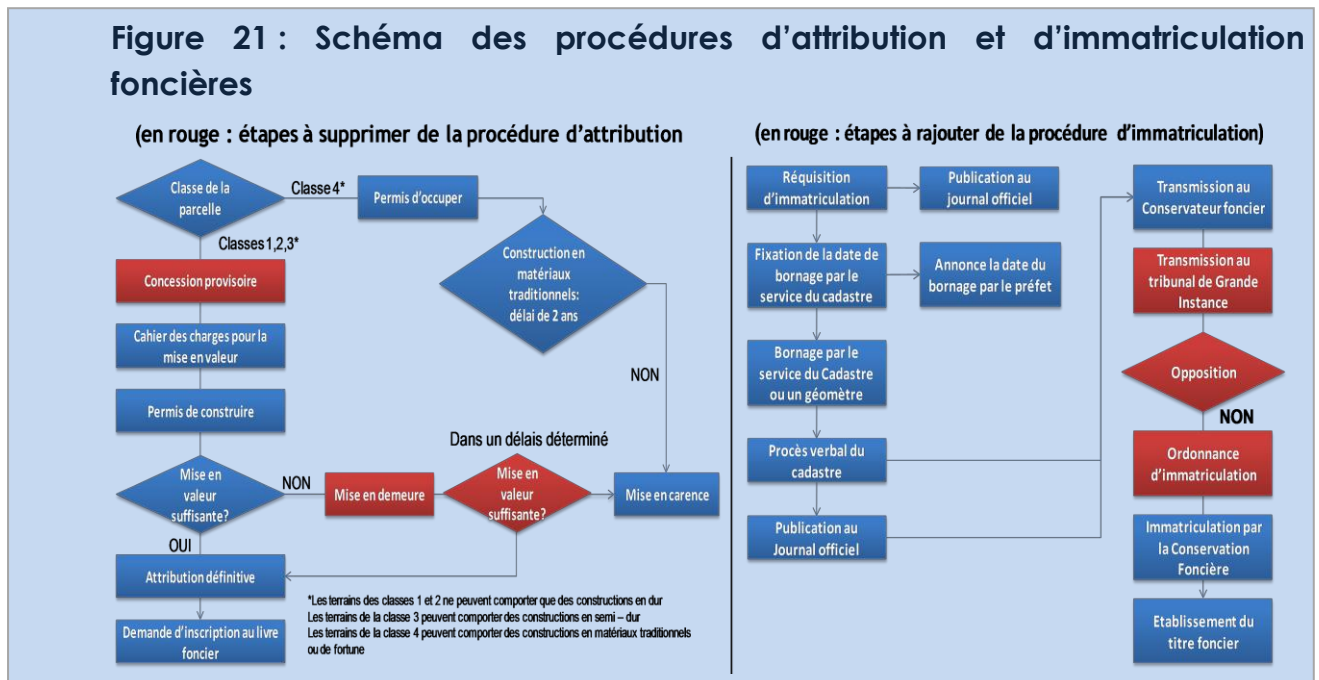 Figure 21 : Schéma des procédures d'attribution et d'immatriculation
foncières
(en rouge : étapes à supprimer de la procédure d'attribution
Classe de la
parcelle
Classe 4*
Permis d'occuper
Classes 1,2,3*
Concession provisoire
Construction en
matériaux
traditionnels:
délai de 2 ans
Cahier des charges pour la
mise en valeur
Permis de construire
NON
Dans un délais déterminé
Mise en
valeur
suffisante?
NON
Mise en demeure
Mise en
valeur
suffisante?
Mise en carence
OUI
Attribution définitive
Demande d'inscription au livre
foncier
*Les terrains des classes 1 et 2 ne peuvent comporter que des constructions en dur
Les terrains de la classe 3 peuvent comporter des constructions en semi – dur
Les terrains de la classe 4 peuvent comporter des constructions en matériaux traditionnels
ou de fortune
(en rouge : étapes à rajouter de la procédure d'immatriculation)
Réquisition
d'immatriculation
Publication au
journal officiel
Fixation de la date de
bornage par le
service du cadastre
Annonce la date du
bornage par le préfet
Bornage par le
service du Cadastre
ou un géomètre
Procès verbal du
cadastre
Publication au
Journal officiel
Transmission au
Conservateur foncier
Transmission au
tribunal de Grande
Instance
Opposition
NON
Ordonnance
d'immatriculation
Immatriculation par
la Conservation
Foncière
Etablissement du
titre foncier